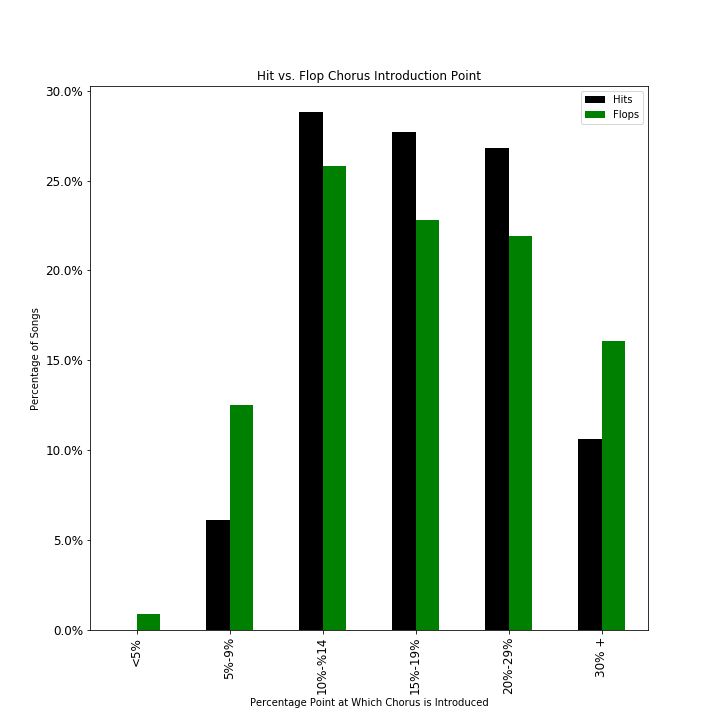 Hit vs. Flop Chorus Introduction Point
30.0%
25.0%
20.0%
15.0%
10.0%
5.0%
0.0%
Percentage of Songs
Hits
Flops
<5%
5%-9%
10%-%14
15%-19%
20%-29%
30% +
Percentage Point at Which Chorus is Introduced